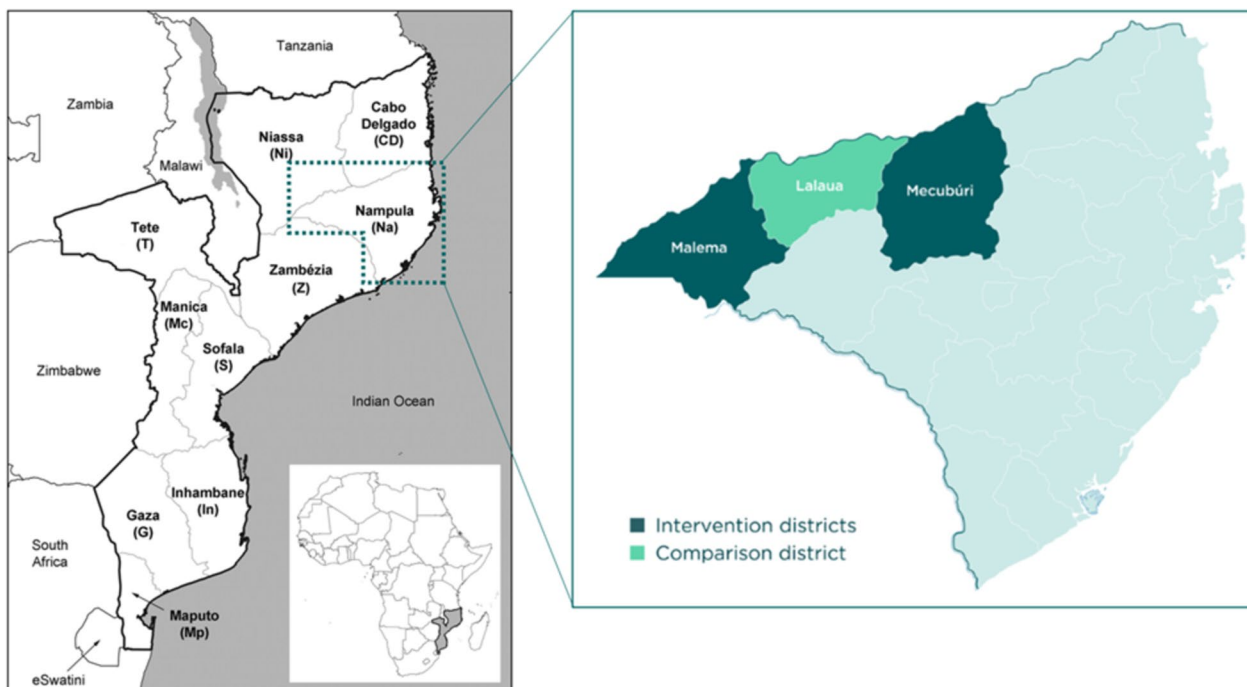 Tanzania
Zambia
Cabo
Delgado
(CD)
Niassa
(Ni)
Malawi
Nampula
(Na)
Tete
(T)
Zambézia
(Z)
Manica
(Mc)
Sofala
(S)
Zimbabwe
Indian Ocean
Inhambane
(In)
Gaza
(G)
South
Africa
Maputo
(Mp)
eSwatini
Lalaua
Mecubúri
Malema
Intervention districts
Comparison district